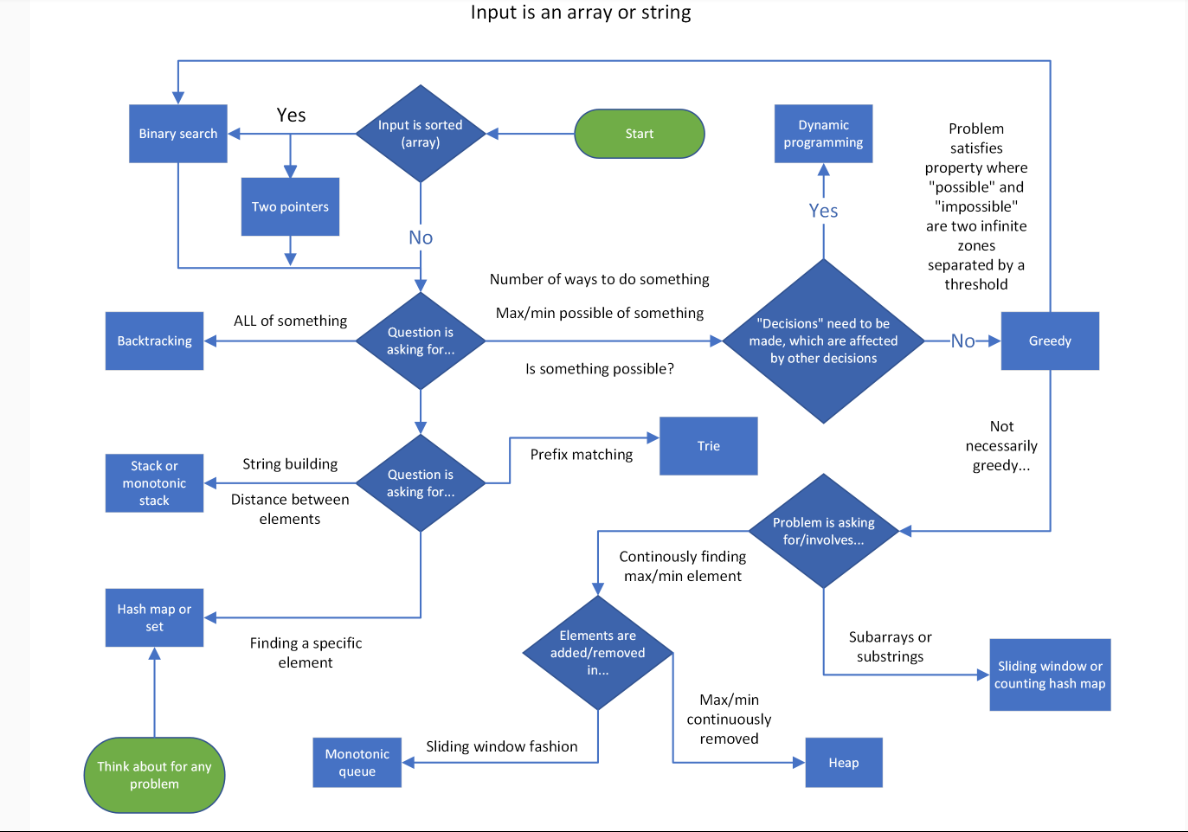 Input is an array or string
Binary search
Yes
Input is sorted
(array)
Start
Dynamic
programming
Problem
satisfies
property where
"possible" and
"impossible"
are two infinite
zones
separated by a
threshold
Two pointers
No
Yes
Number of ways to do something
Max/min possible of something
Is something possible?
Backtracking
ALL of something
Question is
asking for...
"Decisions" need to be
made, which are affected
by other decisions
No
Greedy
Not
necessarily
greedy...
Stack or
monotonic
stack
String building
Distance between
elements
Question is
asking for...
Prefix matching
Trie
Problem is asking
for/involves...
Continously finding
max/min element
Hash map or
set
Finding a specific
element
Elements are
added/removed
in...
Subarrays or
substrings
Sliding window or
counting hash map
Max/min
continuously
removed
Think about for any
problem
Monotonic
queue
Sliding window fashion
Heap